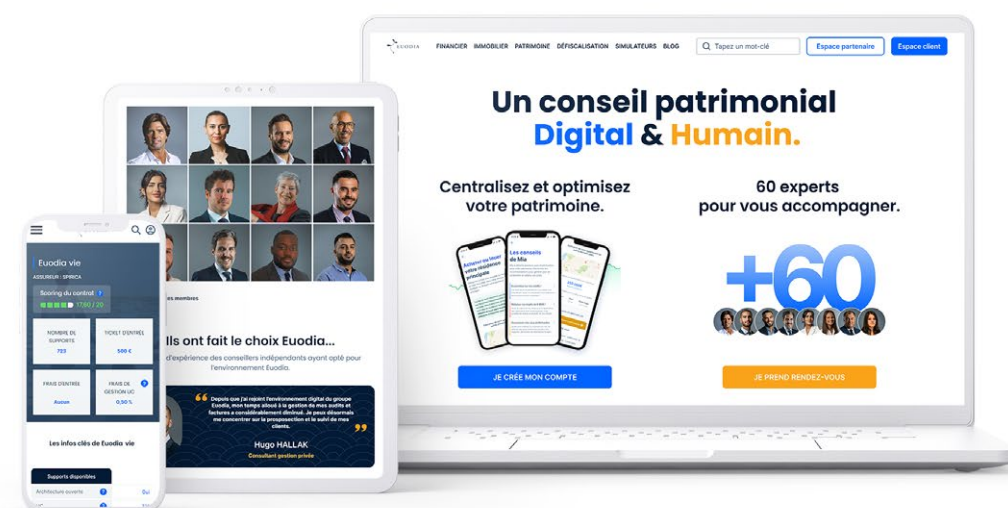 EUODIA
FINANCIER IMMOBILIER PATRIMOINE DÉFISCALISATION SIMULATEURS BLOG
Tapez un mot-clé
Espace partenaire
Espace client
Un conseil patrimonial
Digital & Humain.
Centralisez et optimisez
votre patrimoine.
60 experts
pour vous accompagner.
Les conseils
de Mia
Acheter ou louer
votre résidence
principale
+60
JE CRÉE MON COMPTE
JE PREND RENDEZ-VOUS
membres
Ils ont fait le choix Euodia...
d'expérience des conseillers indépendants ayant opté pour
l'environnement Euodia.
Depuis que j'ai rejoint l'environnement digital du groupe
Euodia, mon temps alloué à la gestion de mes audits et
factures a considérablement diminué. Je peux désormais
me concentrer sur la prospection et le suivi de mes
clients.
Hugo HALLAK
Consultant gestion privée
Euodia vie
ASSUREUR : SPIRICA
Scoring du contrat ?
17,50 / 20
NOMBRE DE
SUPPORTS
723
TICKET D'ENTRÉE
500 €
FRAIS D'ENTRÉE
Aucun
FRAIS DE
GESTION UC
?
0,50 %
Les infos clés de Euodia vie
Supports disponibles
Architecture ouverte ? Oui